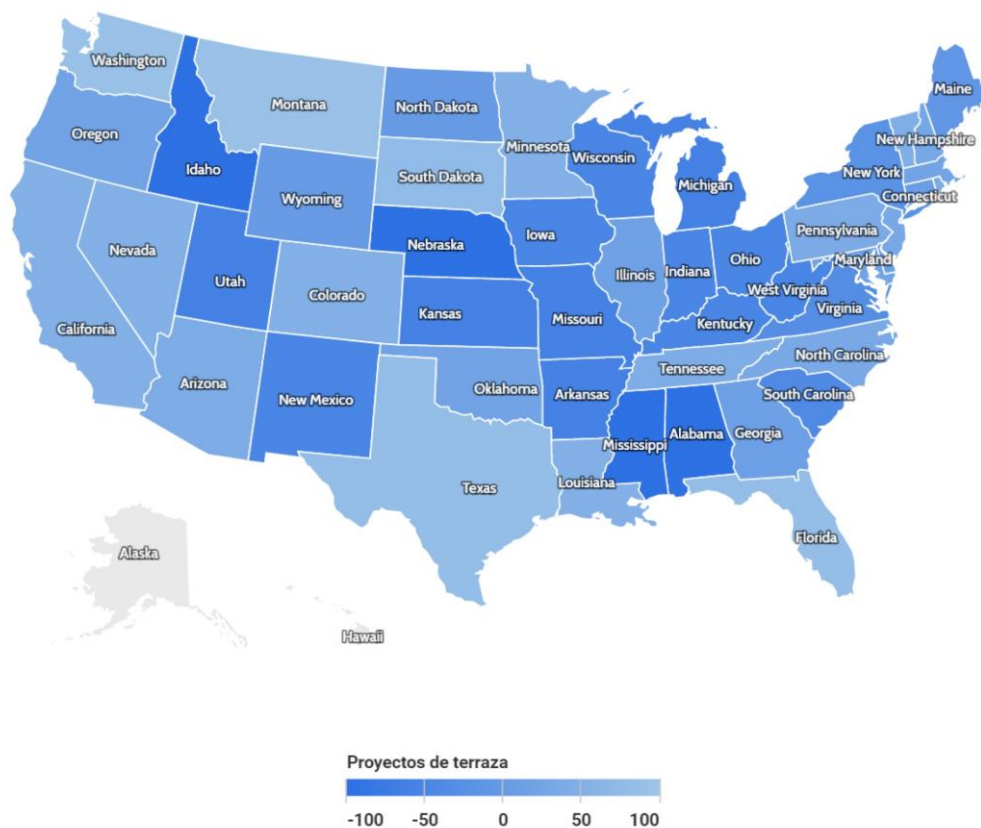 Washington
Montana
North Dakota
Maine
Oregon
Minnesota
New Hampshire
Wisconsin
Idaho
South Dakota
New York
Michigan
Wyoming
Connecticut
Pennsylvania
Nebraska
Iowa
Nevada
Ohio
Maryland
Illinois
Indiana
Utah
Colorado
West Virginia
Kansas
Virginia
Missouri
Kentucky
California
North Carolina
Tennessee
Arizona
Oklahoma
Arkansas
South Carolina
New Mexico
Georgia
Alabama
Mississippi
Louisiana
Texas
Florida
Alaska
Hawaii
Proyectos de terraza
-100 -50 0 50 100